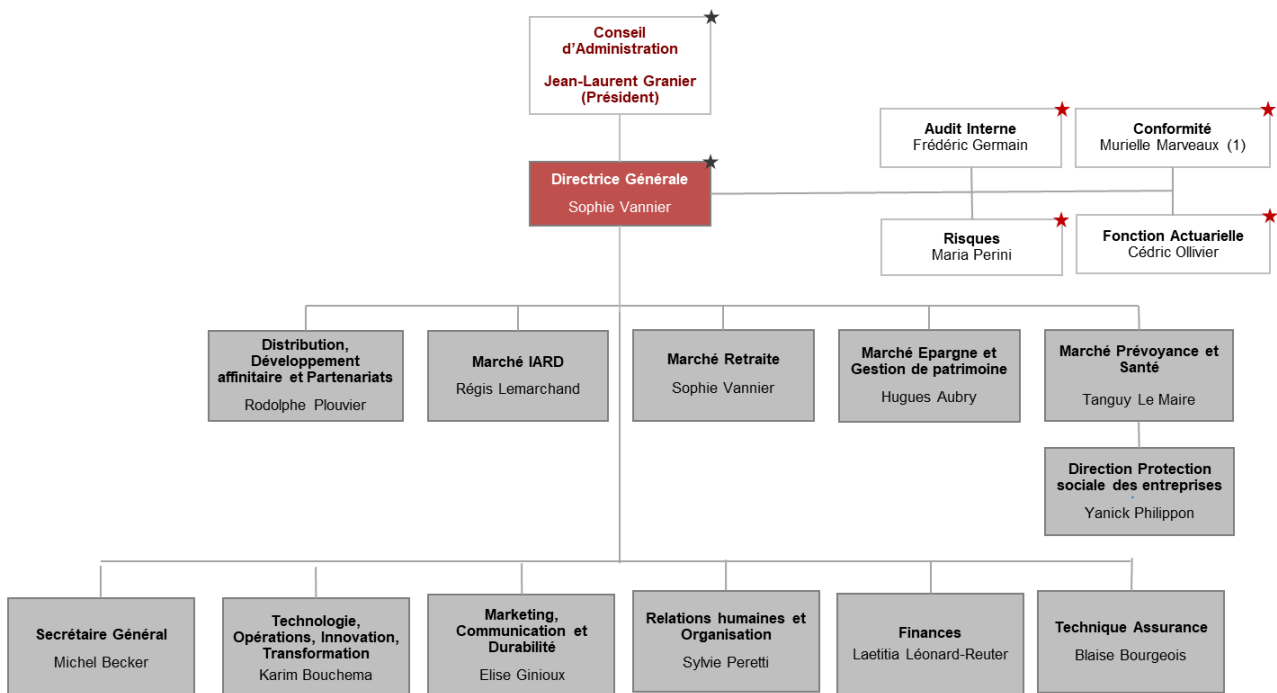 Conseil
d'Administration
Jean-Laurent Granier
(Président)
Audit Interne
Frédéric Germain
Conformité
Murielle Marveaux (1)
Directrice Générale
Sophie Vannier
Risques
Maria Perini
Fonction Actuarielle
Cédric Ollivier
Distribution,
Développement
affinitaire et Partenariats
Rodolphe Plouvier
Marché IARD
Régis Lemarchand
Marché Retraite
Sophie Vannier
Marché Epargne et
Gestion de patrimoine
Hugues Aubry
Marché Prévoyance et
Santé
Tanguy Le Maire
Direction Protection
sociale des entreprises
Yanick Philippon
Secrétaire Général
Michel Becker
Technologie,
Opérations, Innovation,
Transformation
Karim Bouchema
Marketing,
Communication et
Durabilité
Elise Ginioux
Relations humaines et
Organisation
Sylvie Peretti
Finances
Laetitia Léonard-Reuter
Technique Assurance
Blaise Bourgeois